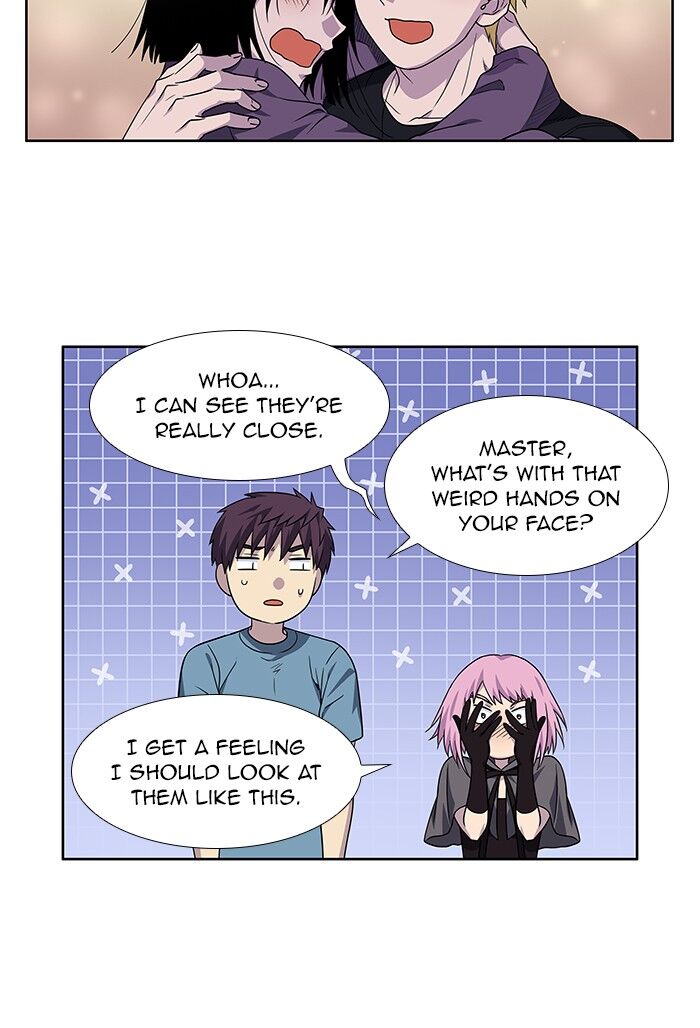 WHOA...
I CAN SEE THEY'RE
REALLY CLOSE.
MASTER,
WHAT'S WITH THAT
WEIRD HANDS ON
YOUR FACE?
I GET A FEELING
I SHOULD LOOK AT
THEM LIKE THIS.